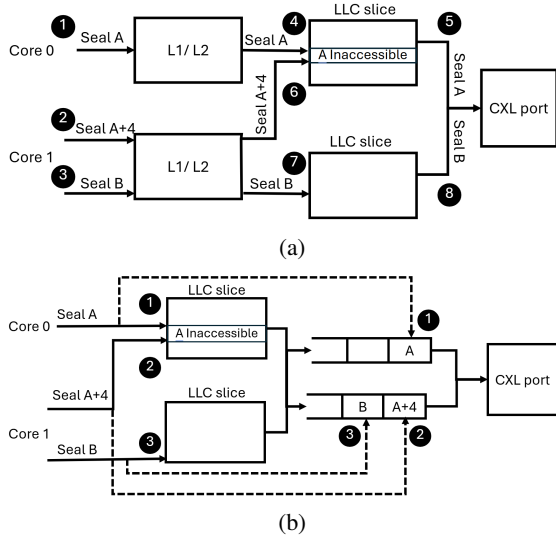 1
4
LLC slice
5
Core 0
Seal A
L1/ L2
Seal A
A Inaccessible
Seal A
6
Seal A+4
CXL port
2
Seal A+4
LLC slice
Core 1
3
L1/ L2
7
Seal B
Seal B
Seal B
8
(a)
LLC slice
Seal A
1
1
Core 0
A Inaccessible
A
2
Seal A+4
LLC slice
CXL port
B
A+4
Core 1
3
3
2
Seal B
(b)